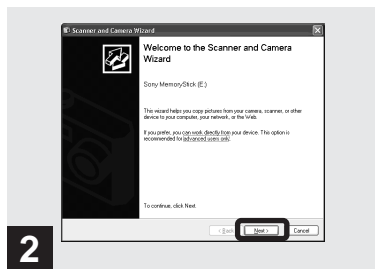 Scanner and Camera Wizard
Welcome to the Scanner and Camera
Wizard
Sony MemoryStick (E:)
This wizard helps you copy pictures from your camera, scanner, or other
device to your computer, your network, or the Web.
If you prefer, you can work directly from your device. This option is
recommended for advanced users only.
To continue, click Next.
< Back Next > Cancel
2